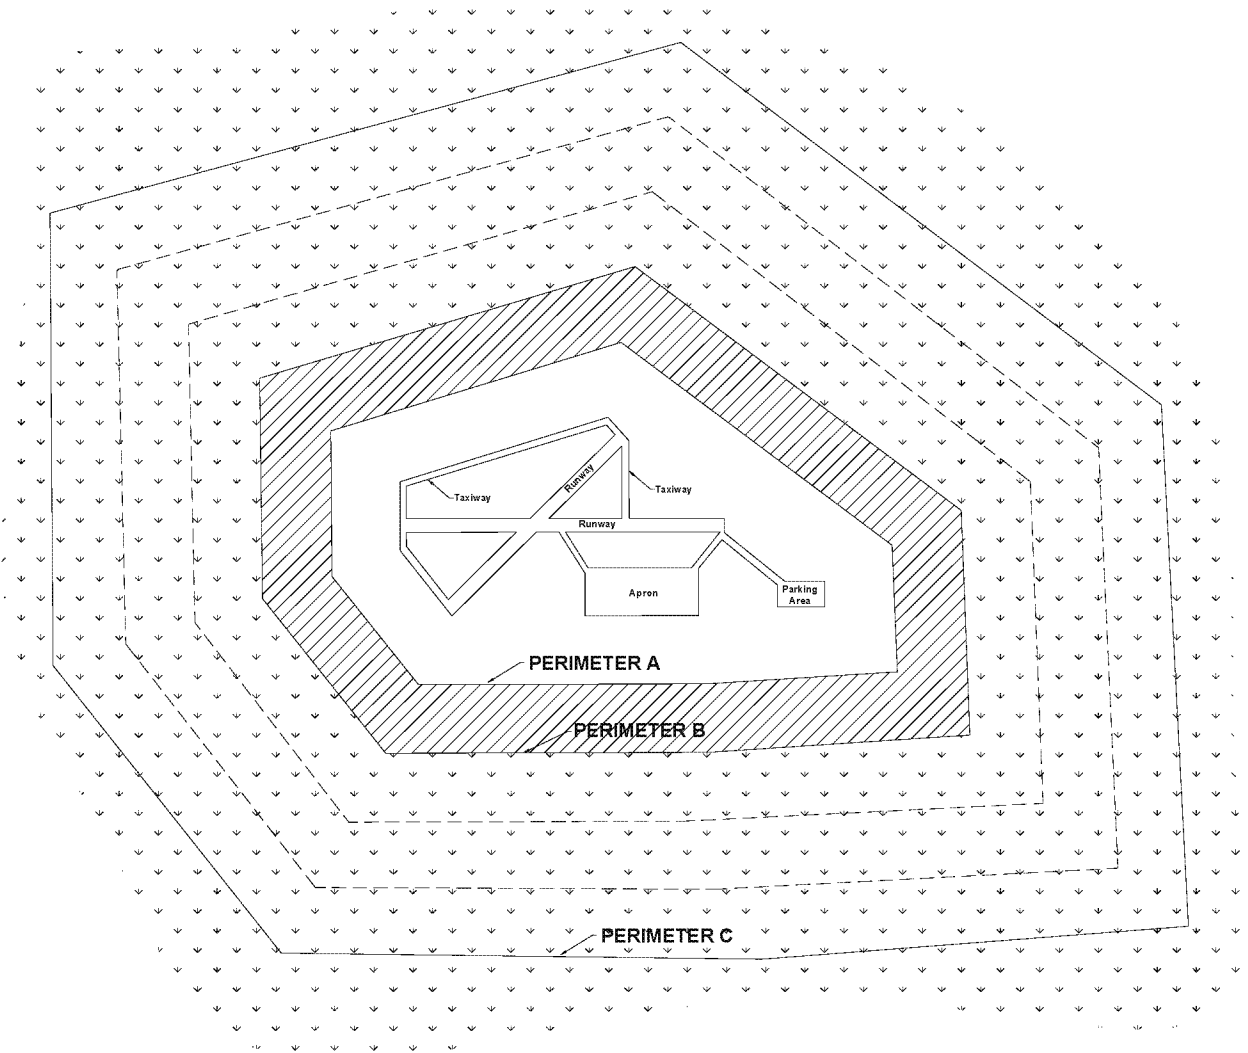 Runway
Taxiway
Taxiway
Runway
Apron
Parking
Area
PERIMETER A
PERIMETER B
PERIMETER C